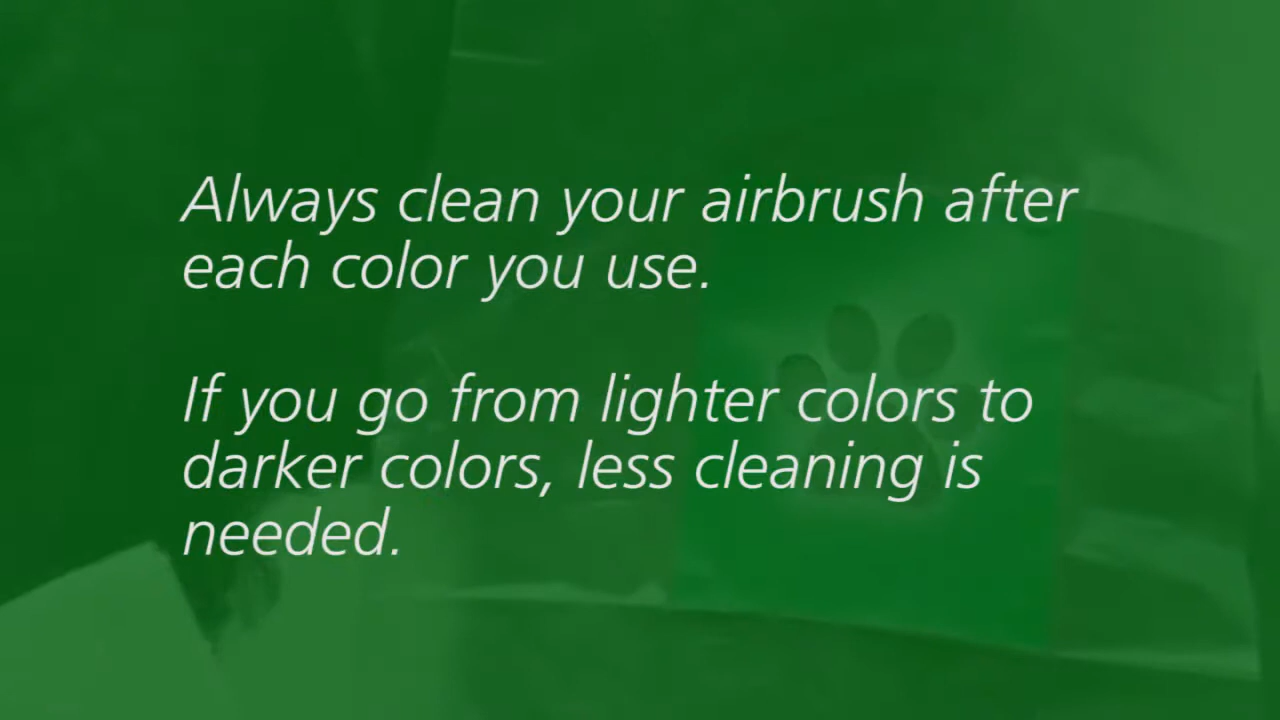 Always clean your airbrush after
each color you use.
If you go from lighter colors to
darker colors, less cleaning is
needed.